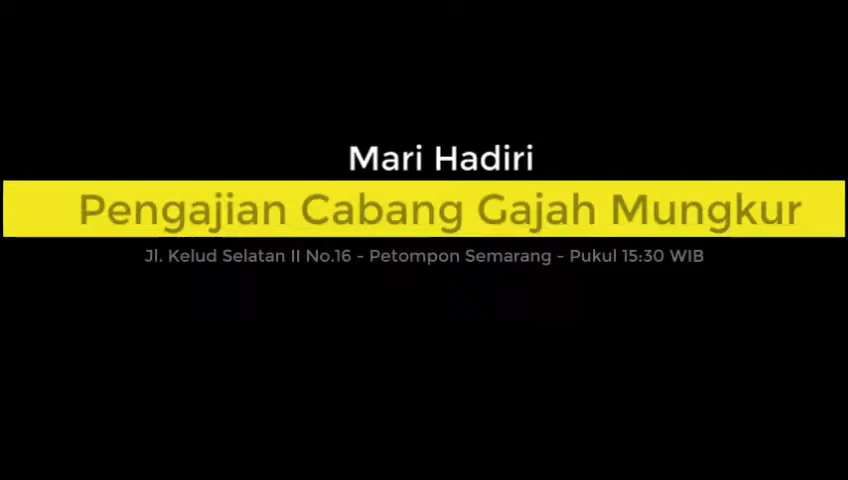 Mari Hadiri
Pengajian Cabang Gajah Mungkur
Jl. Kelud Selatan II No.16 - Petompon Semarang - Pukul 15:30 WIB